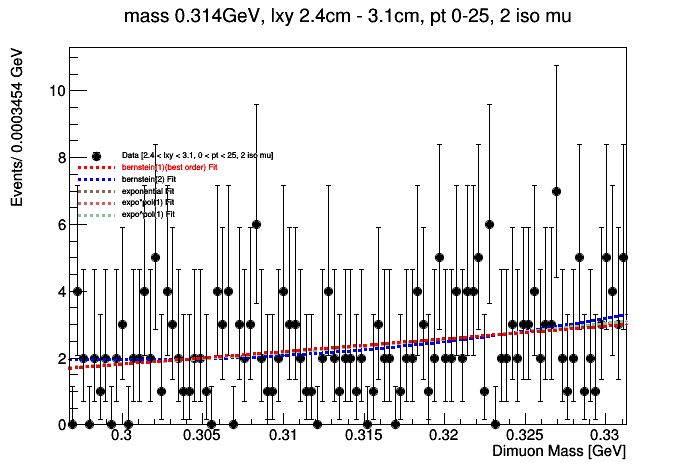 mass 0.314GeV, lxy 2.4cm - 3.1cm, pt 0-25, 2 iso mu
Events/ 0.0003454 GeV
10
8
Data [2.4 < lxy < 3.1, 0 < pt < 25, 2 iso mu]
bernstein(1)(best order) Fit
bernstein(2) Fit
exponential Fit
expo*pol(1) Fit
expo^pol(1) Fit
6
4
2
0
0.3 0.305 0.31 0.315 0.32 0.325 0.33
Dimuon Mass [GeV]